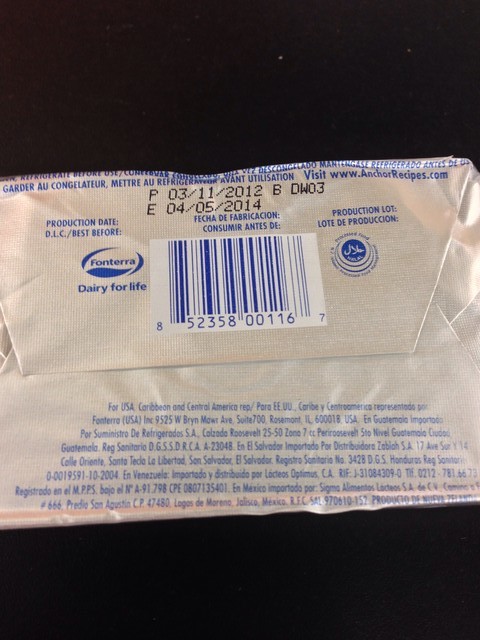 REFRIGERATE BEFORE USE/CONSERVAR CONGELADO, UNA VEZ DESCONGELADO MANTENGASE REFRIGERADO ANTES DE
GARDER AU CONGELATEUR, METTRE AU REFRIGERATEUR AVANT UTILISATION Visit www.AnchorRecipes.com
P 03/11/2012 B DW03
E 04/05/2014
PRODUCTION DATE:
D.L.C./BEST BEFORE:
FECHA DE FABRICACION:
CONSUMIR ANTES DE:
PRODUCTION LOT:
LOTE DE PRODUCCION:
Fonterra
Dairy for life
HALAL
8 52358 00116 7
For USA, Caribbean and Central America rep/ Para EE.UU., Caribe y Centroamerica representado por:
Fonterra (USA) Inc 9525 W Bryn Mawr Ave, Suite700, Rosemont, IL, 60018, USA. En Guatemala Importado
Por Suministro De Refrigerados S.A., Calzada Roosevelt 25-50 Zona 7 cc Pericroosevelt 5to Nivel Guatemala Ciudad,
Guatemala. Reg Sanitario D.G.S.S.D.R.C.A. A-23048. En el Salvador Importado Por Distribuidora Zablah S.A. 17 Ave Sur Y 14
Calle Oriente, Santa Tecla La Libertad, San Salvador, El Salvador. Registro Sanitario No. 3428 D.G.S. Honduras Reg Sanitario
0-0019591-10-2004. En Venezuela: Importado y distribuido por Lácteos Optimus, C.A. RIF: J-31084309-0 Tlf. 0212 - 781.66.73
Registrado en el M.P.P.S. bajo el Nº A-91.798 CPE 0807135401. En México importado por: Sigma Alimentos Lácteos S.A. de C.V. Camino a
# 666, Predio San Agustín C.P. 47480, Lagos de Moreno, Jalisco, México. R.F.C. SAL-970610-152. PRODUCTO DE NUEVA